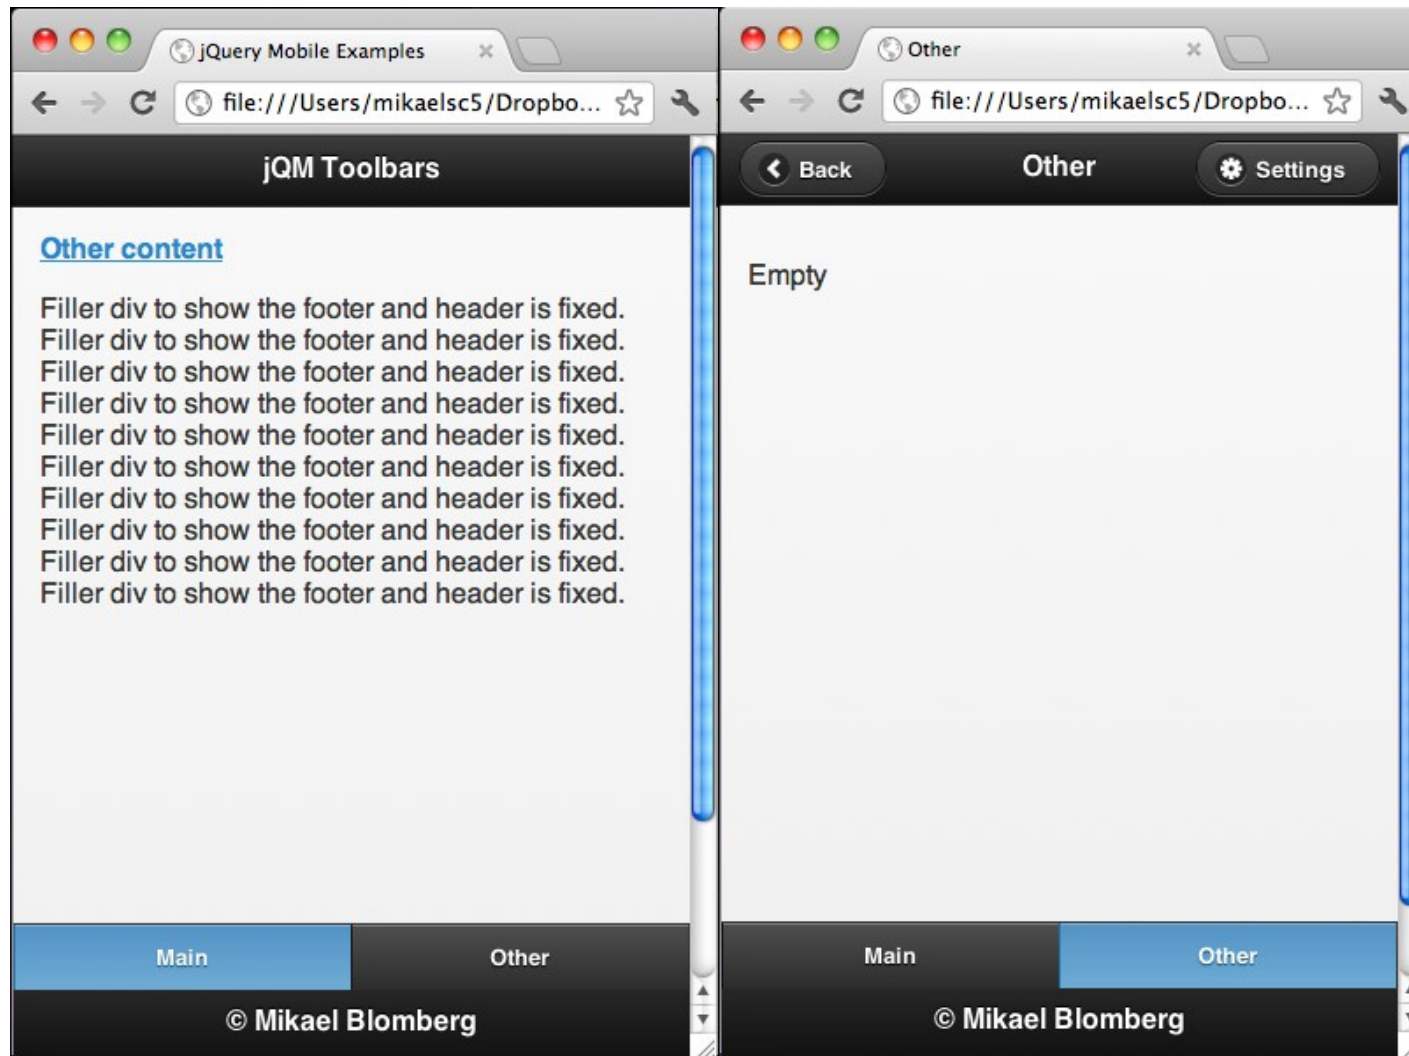 jQuery Mobile Examples
file:///Users/mikaelsc5/Dropbo...
jQM Toolbars
Other content
Filler div to show the footer and header is fixed.
Filler div to show the footer and header is fixed.
Filler div to show the footer and header is fixed.
Filler div to show the footer and header is fixed.
Filler div to show the footer and header is fixed.
Filler div to show the footer and header is fixed.
Filler div to show the footer and header is fixed.
Filler div to show the footer and header is fixed.
Filler div to show the footer and header is fixed.
Filler div to show the footer and header is fixed.
Main Other
© Mikael Blomberg
Other
file:///Users/mikaelsc5/Dropbo...
Back Other Settings
Empty
Main Other
© Mikael Blomberg